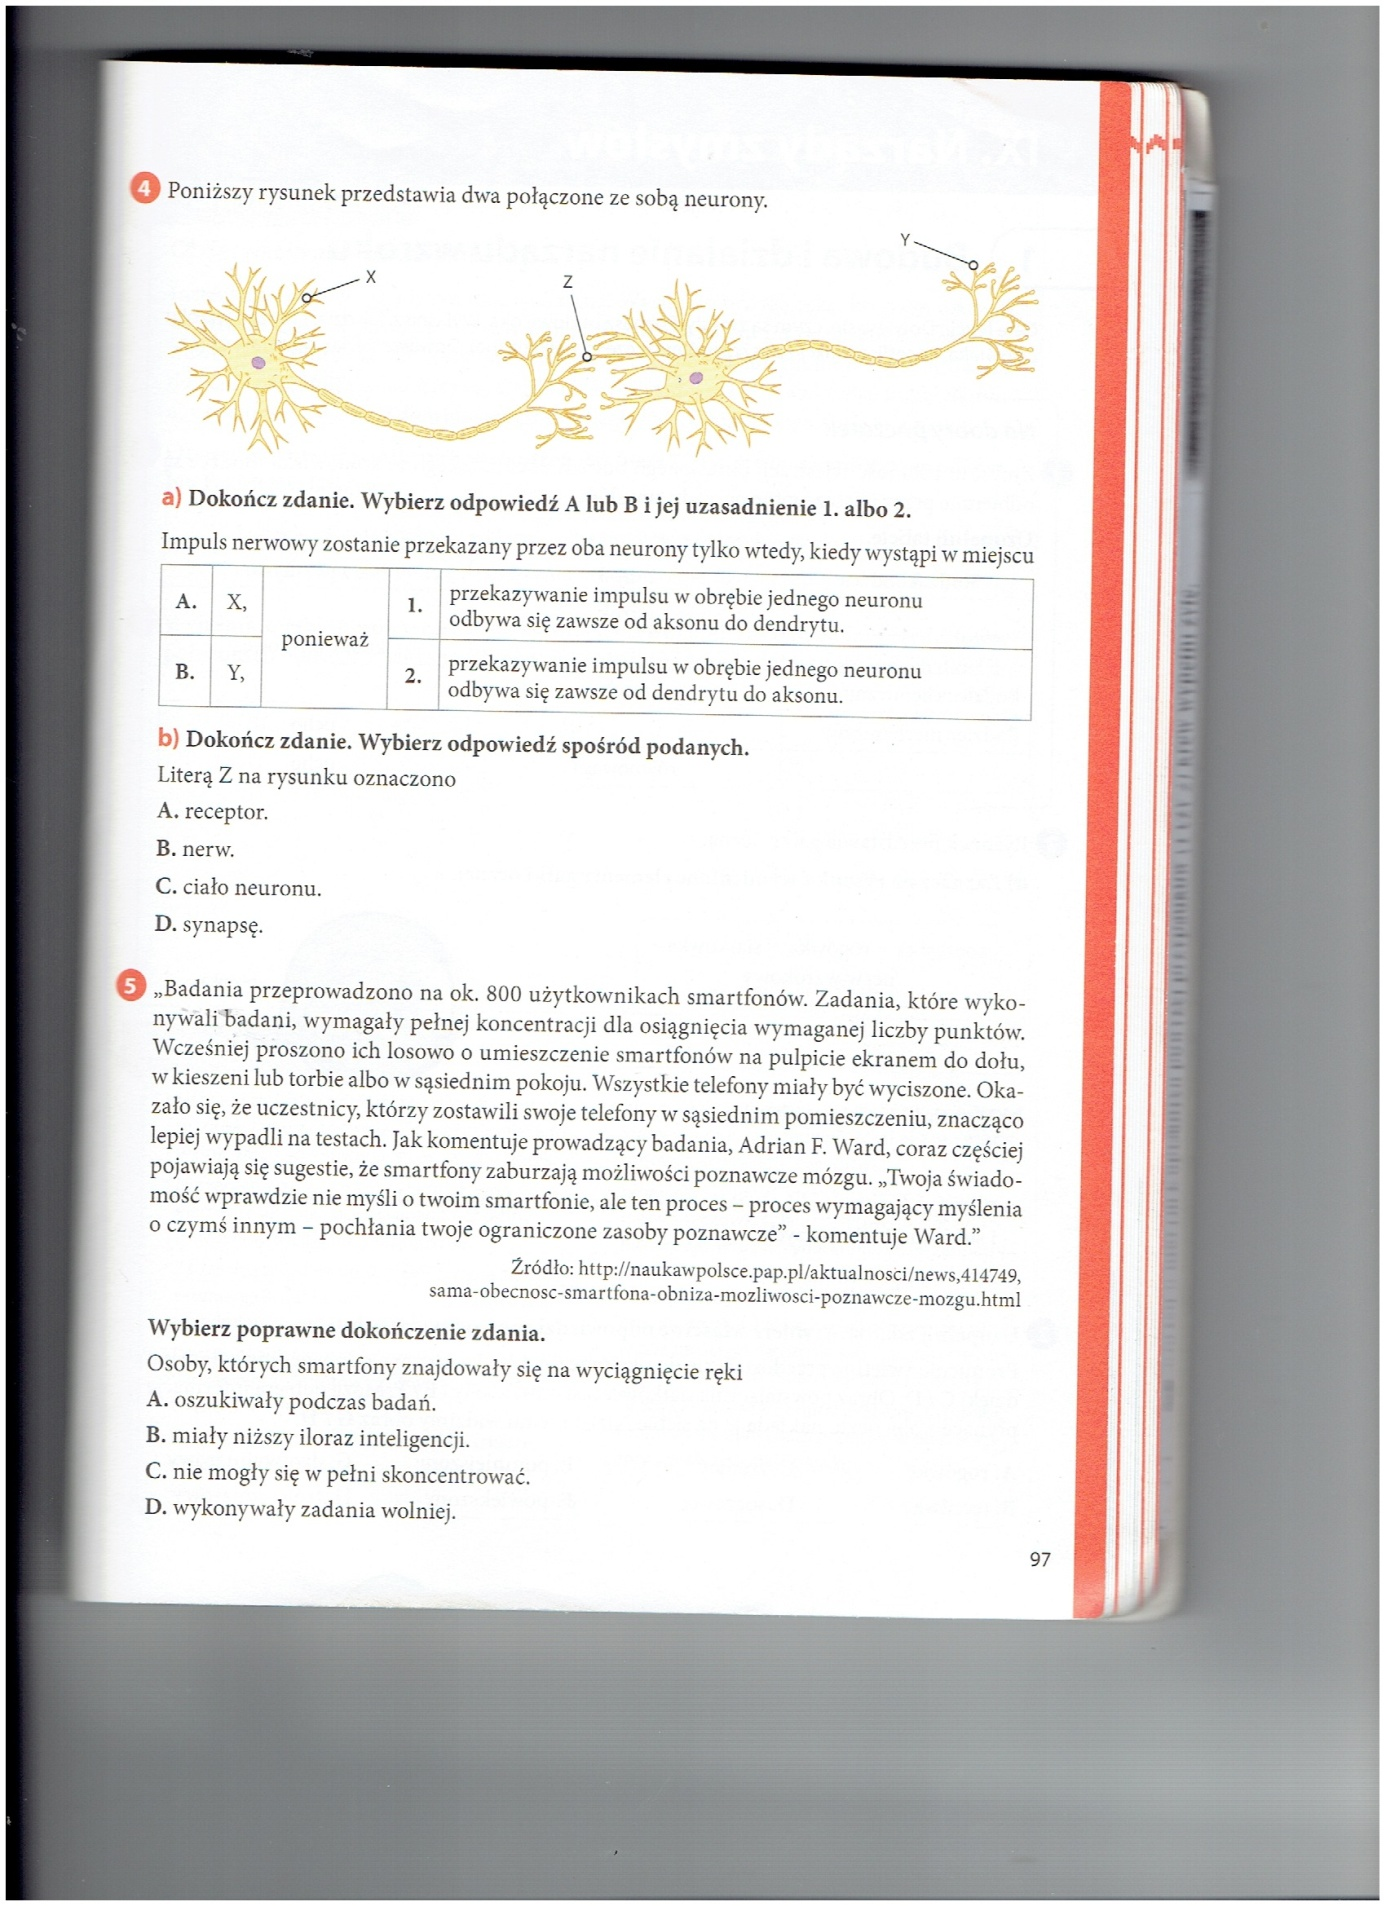 4 Poniższy rysunek przedstawia dwa połączone ze sobą neurony.
X
Z
Y
a) Dokończ zdanie. Wybierz odpowiedź A lub B i jej uzasadnienie 1. albo 2.
Impuls nerwowy zostanie przekazany przez oba neurony tylko wtedy, kiedy wystąpi w miejscu
A. X,
B. Y,
ponieważ
1. przekazywanie impulsu w obrębie jednego neuronu
odbywa się zawsze od aksonu do dendrytu.
2. przekazywanie impulsu w obrębie jednego neuronu
odbywa się zawsze od dendrytu do aksonu.
b) Dokończ zdanie. Wybierz odpowiedź spośród podanych.
Literą Z na rysunku oznaczono
A. receptor.
B. nerw.
C. ciało neuronu.
D. synapsę.
5 „Badania przeprowadzono na ok. 800 użytkownikach smartfonów. Zadania, które wyko-
nywali badani, wymagały pełnej koncentracji dla osiągnięcia wymaganej liczby punktów.
Wcześniej proszono ich losowo o umieszczenie smartfonów na pulpicie ekranem do dołu,
w kieszeni lub torbie albo w sąsiednim pokoju. Wszystkie telefony miały być wyciszone. Oka-
zało się, że uczestnicy, którzy zostawili swoje telefony w sąsiednim pomieszczeniu, znacząco
lepiej wypadli na testach. Jak komentuje prowadzący badania, Adrian F. Ward, coraz częściej
pojawiają się sugestie, że smartfony zaburzają możliwości poznawcze mózgu. „Twoja świado-
mość wprawdzie nie myśli o twoim smartfonie, ale ten proces – proces wymagający myślenia
o czymś innym – pochłania twoje ograniczone zasoby poznawcze” - komentuje Ward.”
Źródło: http://naukawpolsce.pap.pl/aktualnosci/news,414749,
sama-obecnosc-smartfona-obniza-mozliwosci-poznawcze-mozgu.html
Wybierz poprawne dokończenie zdania.
Osoby, których smartfony znajdowały się na wyciągnięcie ręki
A. oszukiwały podczas badań.
B. miały niższy iloraz inteligencji.
C. nie mogły się w pełni skoncentrować.
D. wykonywały zadania wolniej.
97